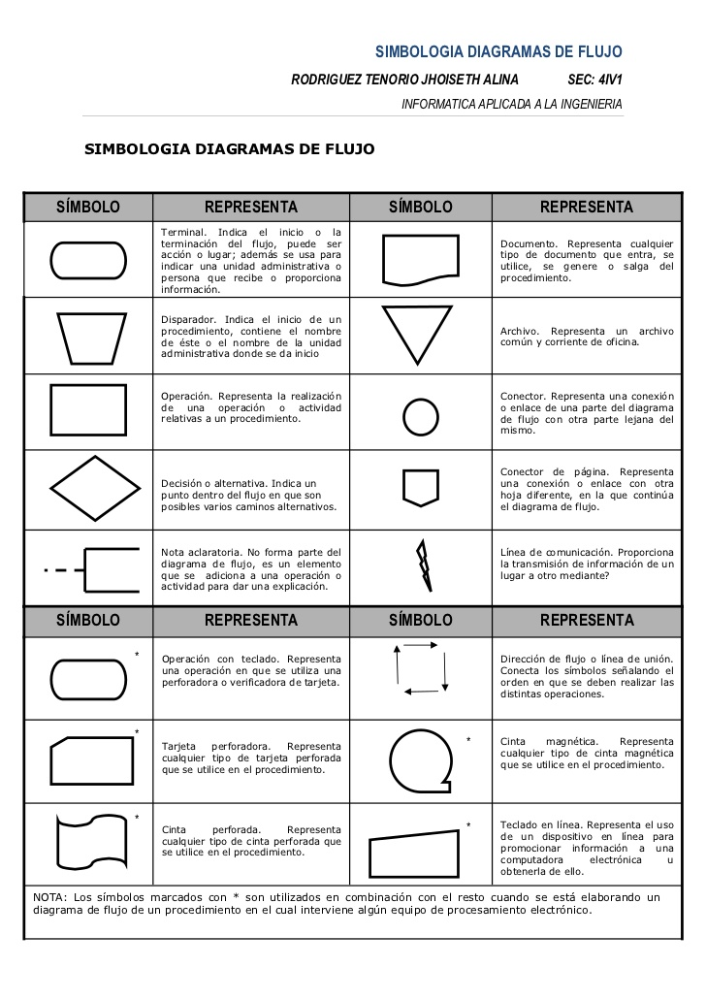 SIMBOLOGIA DIAGRAMAS DE FLUJO
RODRIGUEZ TENORIO JHOISETH ALINA SEC: 4IV1
INFORMATICA APLICADA A LA INGENIERIA
SIMBOLOGIA DIAGRAMAS DE FLUJO
SÍMBOLO REPRESENTA SÍMBOLO REPRESENTA
Terminal. Indica el inicio o la
terminación del flujo, puede ser
acción o lugar; además se usa para
indicar una unidad administrativa o
persona que recibe o proporciona
información.
Documento. Representa cualquier
tipo de documento que entra, se
utilice, se genere o salga del
procedimiento.
Disparador. Indica el inicio de un
procedimiento, contiene el nombre
de éste o el nombre de la unidad
administrativa donde se da inicio
Archivo. Representa un archivo
común y corriente de oficina.
Operación. Representa la realización
de una operación o actividad
relativas a un procedimiento.
Conector. Representa una conexión
o enlace de una parte del diagrama
de flujo con otra parte lejana del
mismo.
Decisión o alternativa. Indica un
punto dentro del flujo en que son
posibles varios caminos alternativos.
Conector de página. Representa
una conexión o enlace con otra
hoja diferente, en la que continúa
el diagrama de flujo.
Nota aclaratoria. No forma parte del
diagrama de flujo, es un elemento
que se adiciona a una operación o
actividad para dar una explicación.
Línea de comunicación. Proporciona
la transmisión de información de un
lugar a otro mediante?
SÍMBOLO REPRESENTA SÍMBOLO REPRESENTA
*
Operación con teclado. Representa
una operación en que se utiliza una
perforadora o verificadora de tarjeta.
Dirección de flujo o línea de unión.
Conecta los símbolos señalando el
orden en que se deben realizar las
distintas operaciones.
*
Tarjeta perforadora. Representa
cualquier tipo de tarjeta perforada
que se utilice en el procedimiento.
*
Cinta magnética. Representa
cualquier tipo de cinta magnética
que se utilice en el procedimiento.
*
Cinta perforada. Representa
cualquier tipo de cinta perforada que
se utilice en el procedimiento.
*
Teclado en línea. Representa el uso
de un dispositivo en línea para
promocionar información a una
computadora electrónica u
obtenerla de ello.
NOTA: Los símbolos marcados con * son utilizados en combinación con el resto cuando se está elaborando un
diagrama de flujo de un procedimiento en el cual interviene algún equipo de procesamiento electrónico.